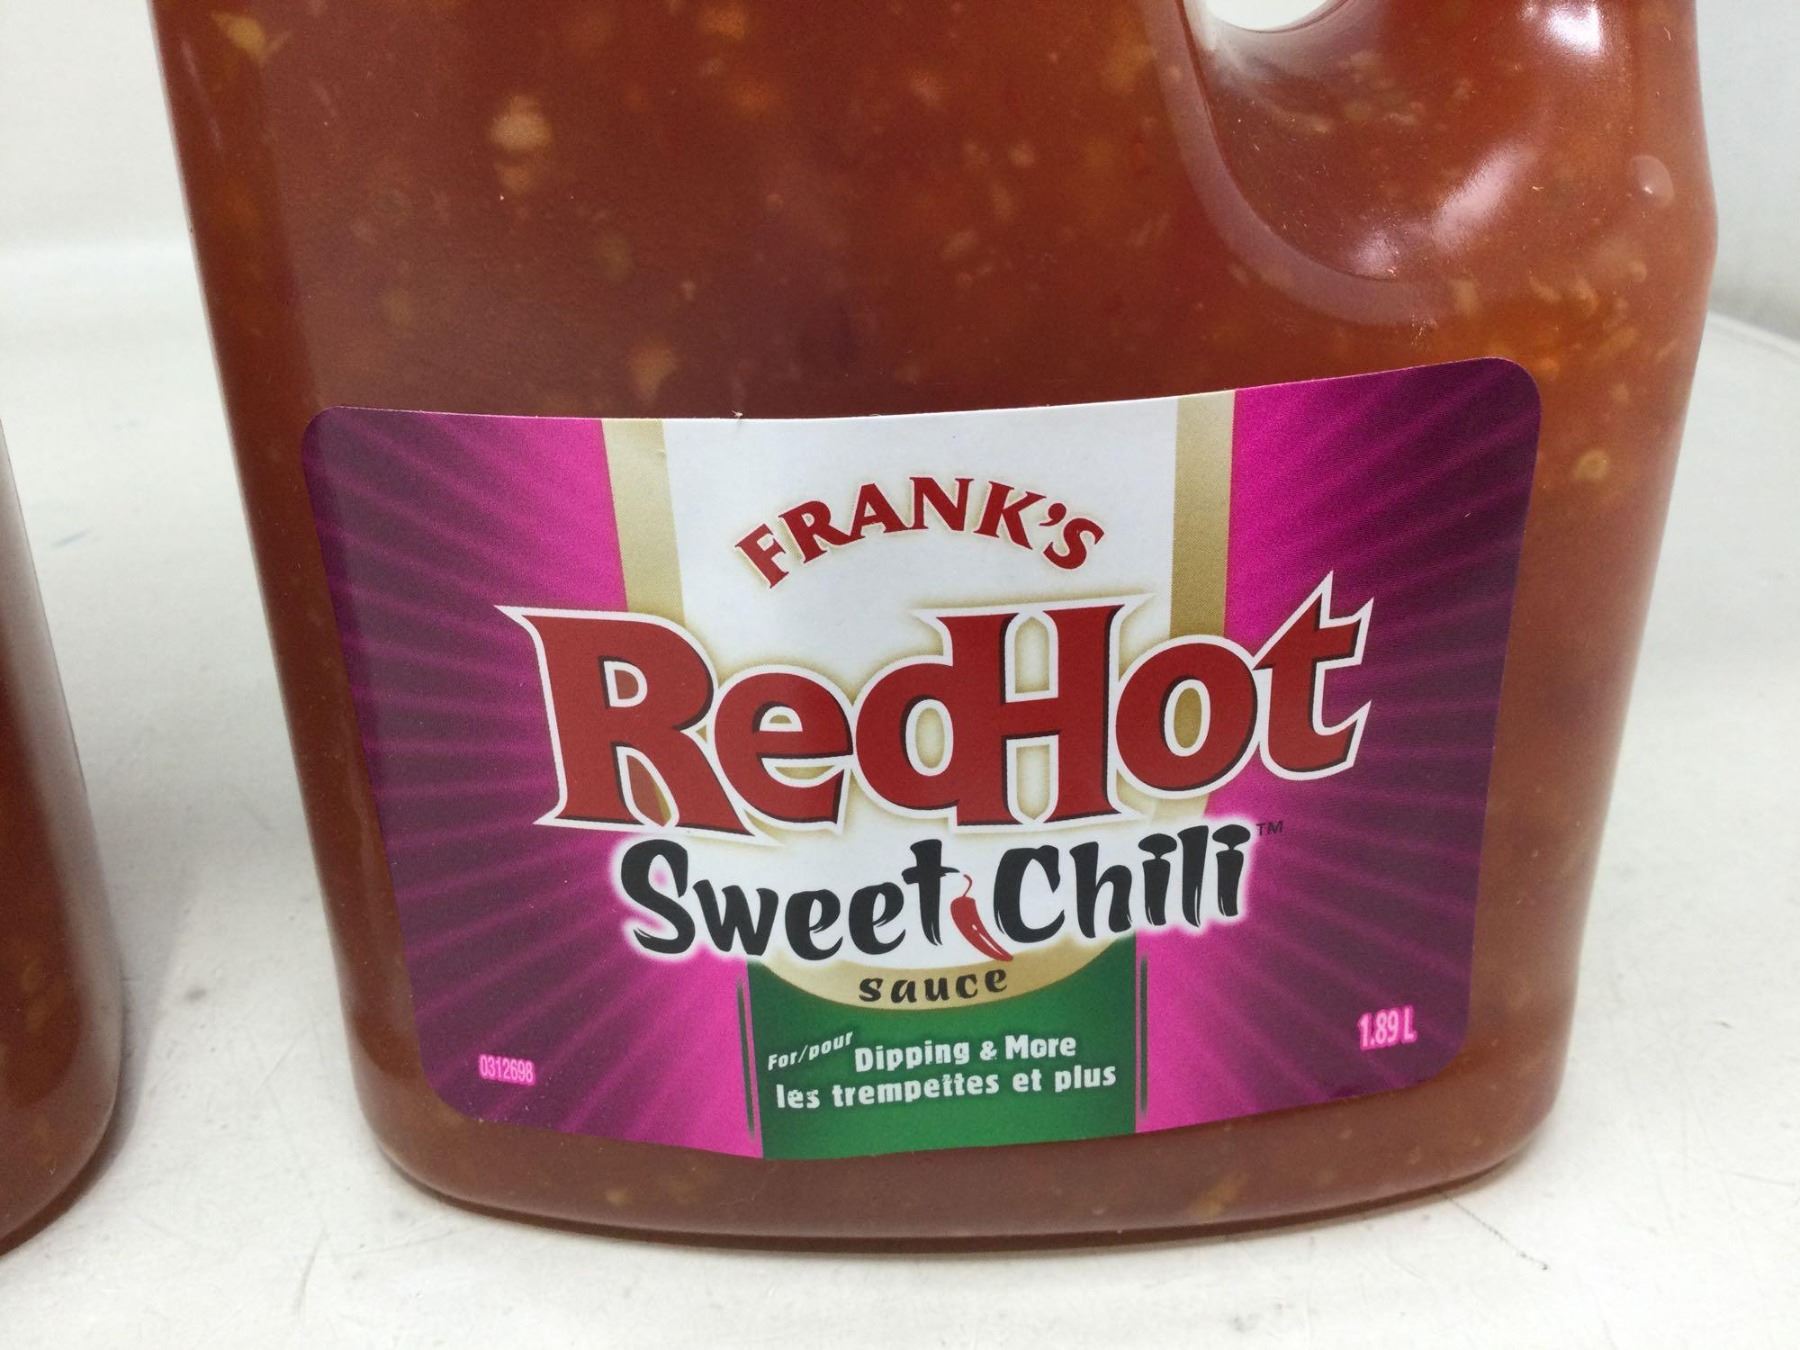 FRANK'S
RedHot
Sweet Chili™
sauce
For/pour Dipping & More
les trempettes et plus
0312698
1.89 L